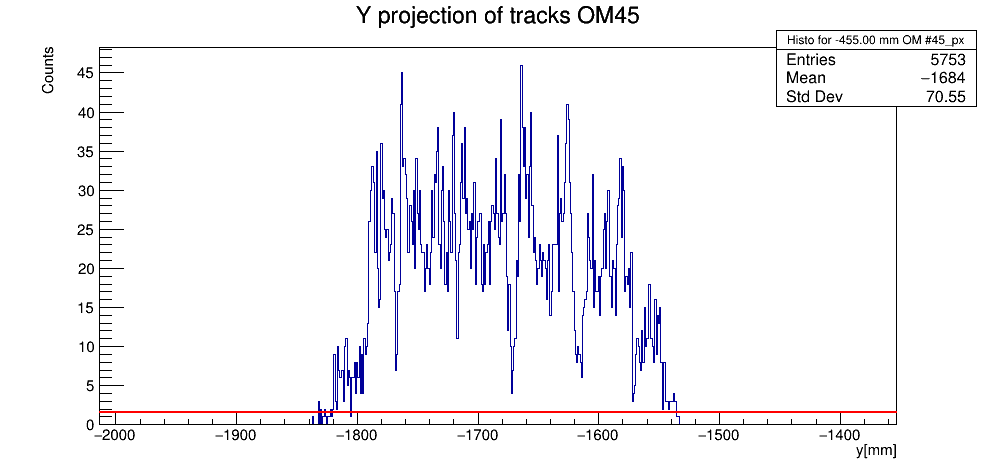 Y projection of tracks OM45
Histo for -455.00 mm OM #45_px
Entries 5753
Mean −1684
Std Dev 70.55
Counts
45
40
35
30
25
20
15
10
5
0
−2000 −1900 −1800 −1700 −1600 −1500 −1400
y[mm]